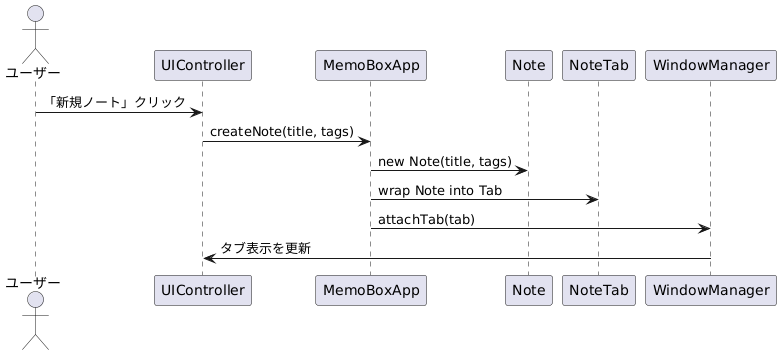 ユーザー
UIController
MemoBoxApp
Note
NoteTab
WindowManager
「新規ノート」クリック
createNote(title, tags)
new Note(title, tags)
wrap Note into Tab
attachTab(tab)
タブ表示を更新
ユーザー
UIController
MemoBoxApp
Note
NoteTab
WindowManager